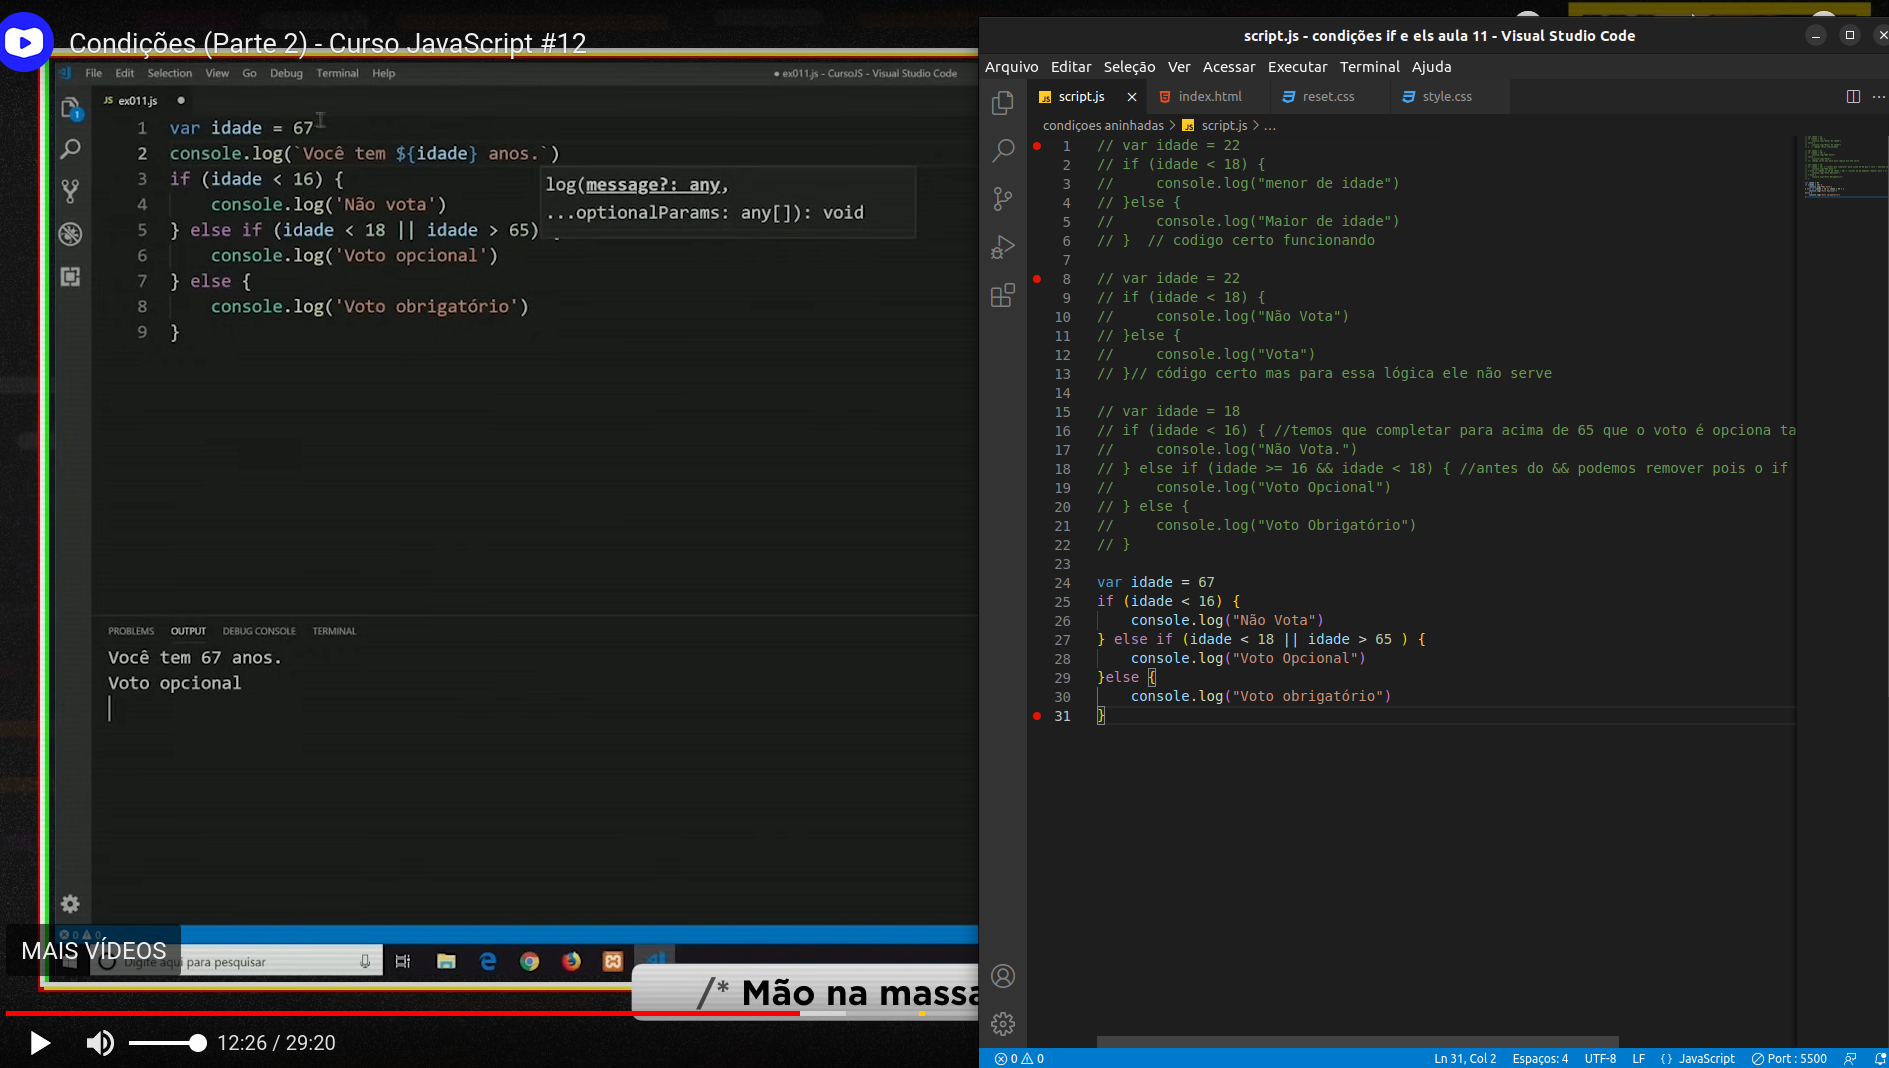 Condições (Parte 2) - Curso JavaScript #12
File Edit Selection View Go Debug Terminal Help
● ex011.js - CursoJS - Visual Studio Code
1
JS ex011.js ●
1 var idade = 67
2 console.log(`Você tem ${idade} anos.`)
3 if (idade < 16) {
4 console.log('Não vota')
5 } else if (idade < 18 || idade > 65) {
6 console.log('Voto opcional')
7 } else {
8 console.log('Voto obrigatório')
9 }
log(message?: any,
...optionalParams: any[]): void
PROBLEMS OUTPUT DEBUG CONSOLE TERMINAL
Você tem 67 anos.
Voto opcional
0 0
MAIS VÍDEOS
Digite aqui para pesquisar
/* Mão na massa
12:26 / 29:20
script.js - condições if e els aula 11 - Visual Studio Code
Arquivo Editar Seleção Ver Acessar Executar Terminal Ajuda
JS script.js × index.html reset.css style.css ...
condiçoes aninhadas > JS script.js > ...
1 // var idade = 22
2 // if (idade < 18) {
3 // console.log("menor de idade")
4 // }else {
5 // console.log("Maior de idade")
6 // } // codigo certo funcionando
7
8 // var idade = 22
9 // if (idade < 18) {
10 // console.log("Não Vota")
11 // }else {
12 // console.log("Vota")
13 // }// código certo mas para essa lógica ele não serve
14
15 // var idade = 18
16 // if (idade < 16) { //temos que completar para acima de 65 que o voto é opciona ta
17 // console.log("Não Vota.")
18 // } else if (idade >= 16 && idade < 18) { //antes do && podemos remover pois o if
19 // console.log("Voto Opcional")
20 // } else {
21 // console.log("Voto Obrigatório")
22 // }
23
24 var idade = 67
25 if (idade < 16) {
26 console.log("Não Vota")
27 } else if (idade < 18 || idade > 65 ) {
28 console.log("Voto Opcional")
29 }else {
30 console.log("Voto obrigatório")
31 }
0 0 Ln 31, Col 2 Espaços: 4 UTF-8 LF {} JavaScript Port : 5500